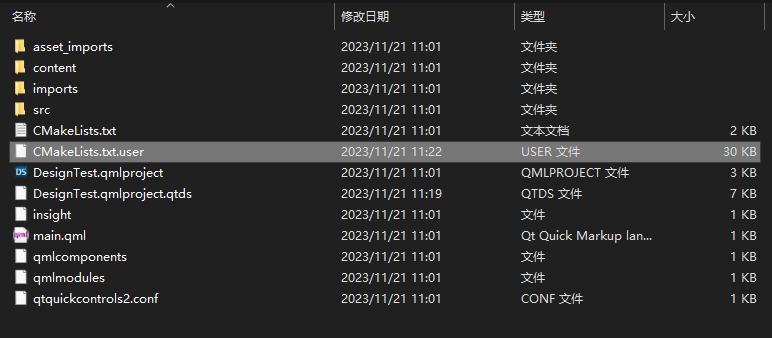 名称 修改日期 类型 大小
asset_imports 2023/11/21 11:01 文件夹
content 2023/11/21 11:01 文件夹
imports 2023/11/21 11:01 文件夹
src 2023/11/21 11:01 文件夹
CMakeLists.txt 2023/11/21 11:01 文本文档 2 KB
CMakeLists.txt.user 2023/11/21 11:22 USER 文件 30 KB
DS DesignTest.qmlproject 2023/11/21 11:01 QMLPROJECT 文件 3 KB
DesignTest.qmlproject.qtds 2023/11/21 11:19 QTDS 文件 7 KB
insight 2023/11/21 11:01 文件 1 KB
main.qml 2023/11/21 11:01 Qt Quick Markup lan... 1 KB
qmlcomponents 2023/11/21 11:01 文件 1 KB
qmlmodules 2023/11/21 11:01 文件 1 KB
qtquickcontrols2.conf 2023/11/21 11:01 CONF 文件 1 KB